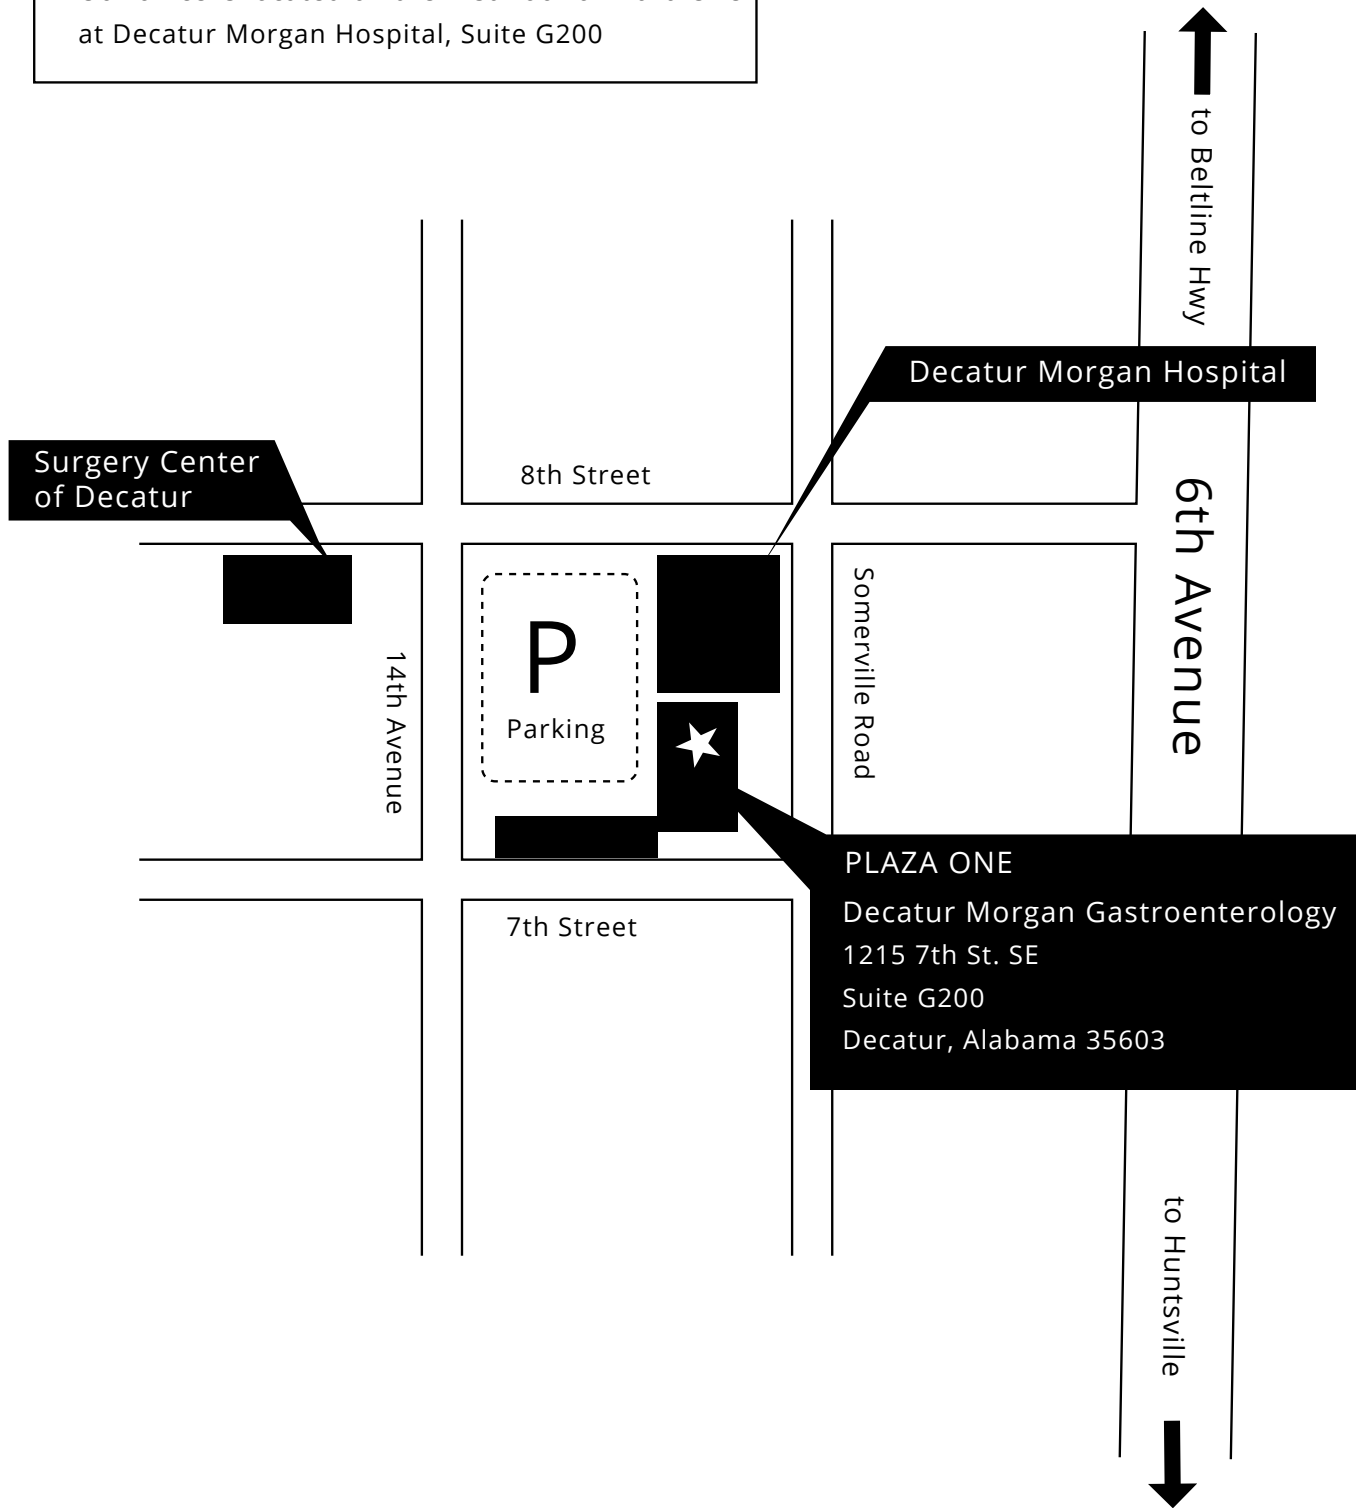 at Decatur Morgan Hospital, Suite G200
to Beltline Hwy
Decatur Morgan Hospital
Surgery Center
of Decatur
8th Street
6th Avenue
Somerville Road
14th Avenue
P
Parking
PLAZA ONE
Decatur Morgan Gastroenterology
1215 7th St. SE
Suite G200
Decatur, Alabama 35603
7th Street
to Huntsville